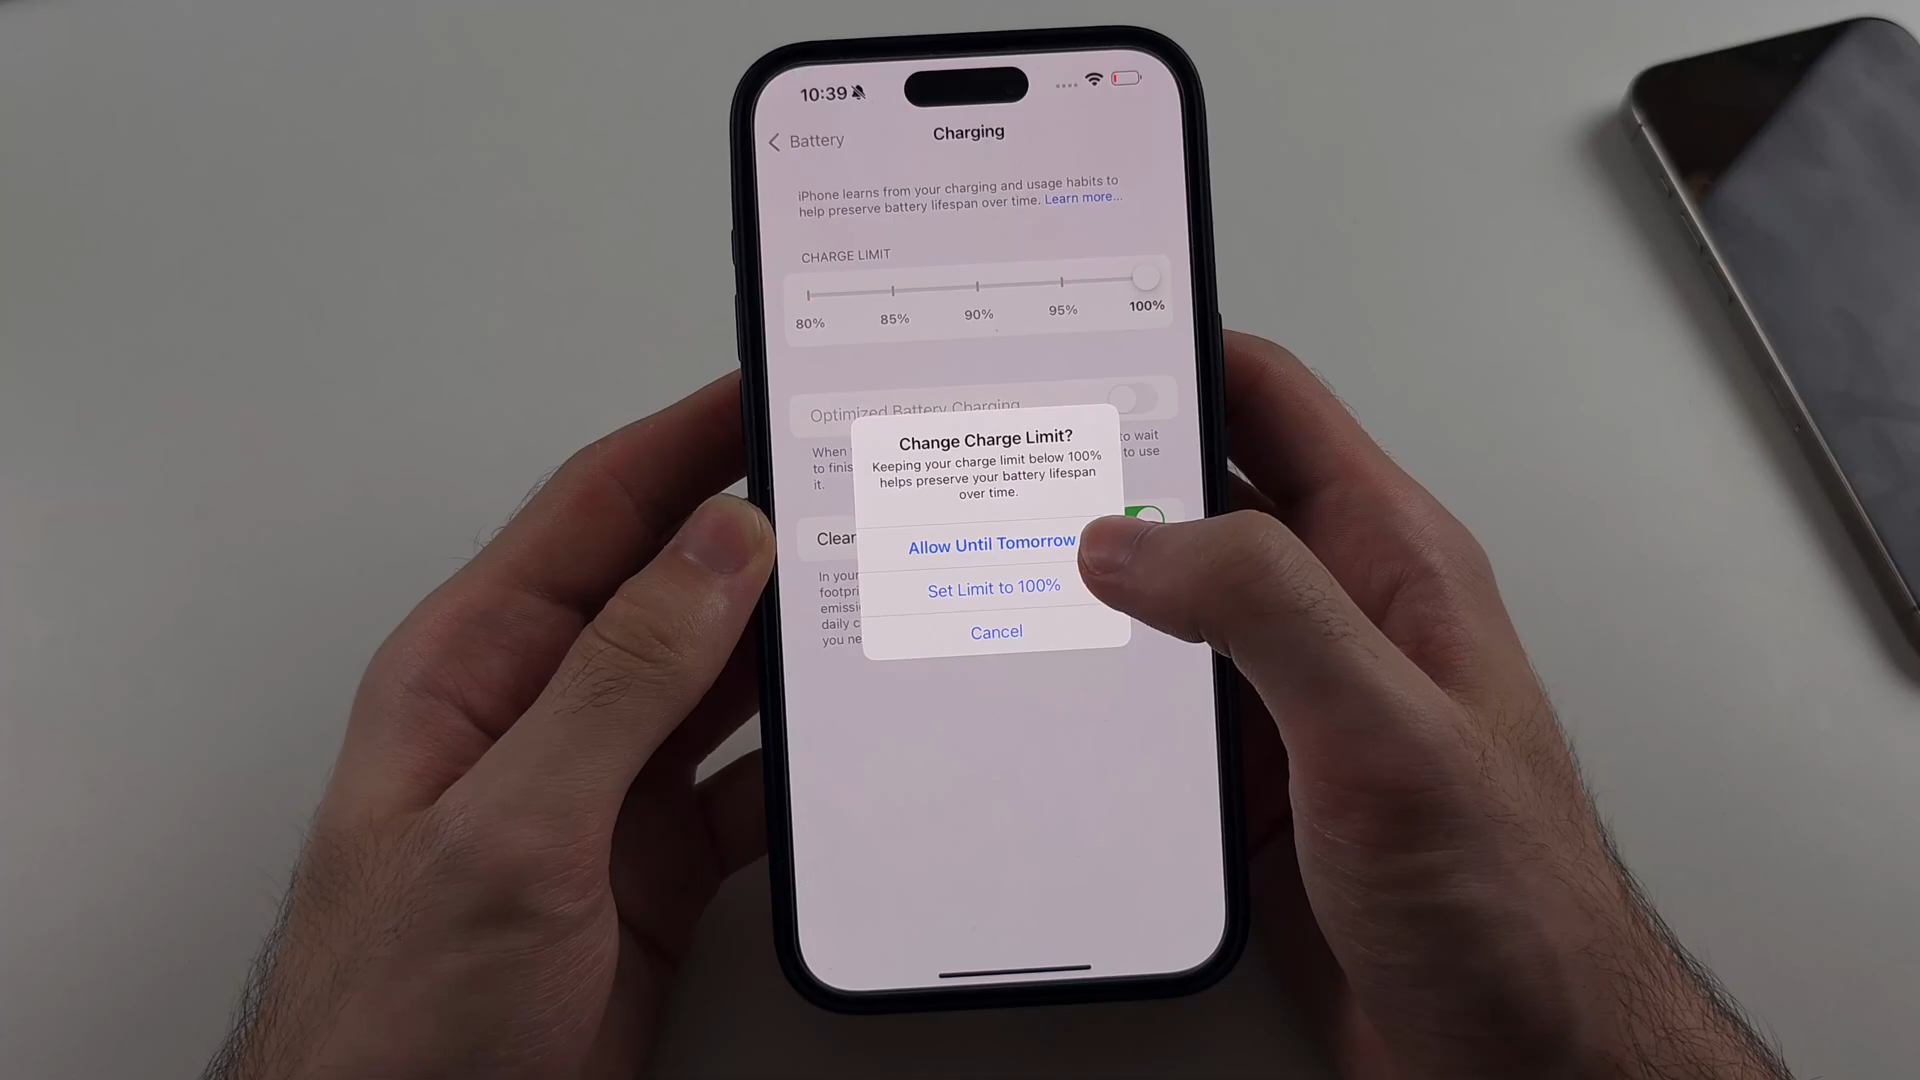 10:39
Battery
Charging
iPhone learns from your charging and usage habits to
help preserve battery lifespan over time. Learn more...
CHARGE LIMIT
80%
85%
90%
95%
100%
Optimized Battery Charging
When
to wait
to finis
to use
it.
Change Charge Limit?
Keeping your charge limit below 100%
helps preserve your battery lifespan
over time.
Allow Until Tomorrow
Set Limit to 100%
Cancel
Clear
In your
footpri
emissi
daily c
you ne